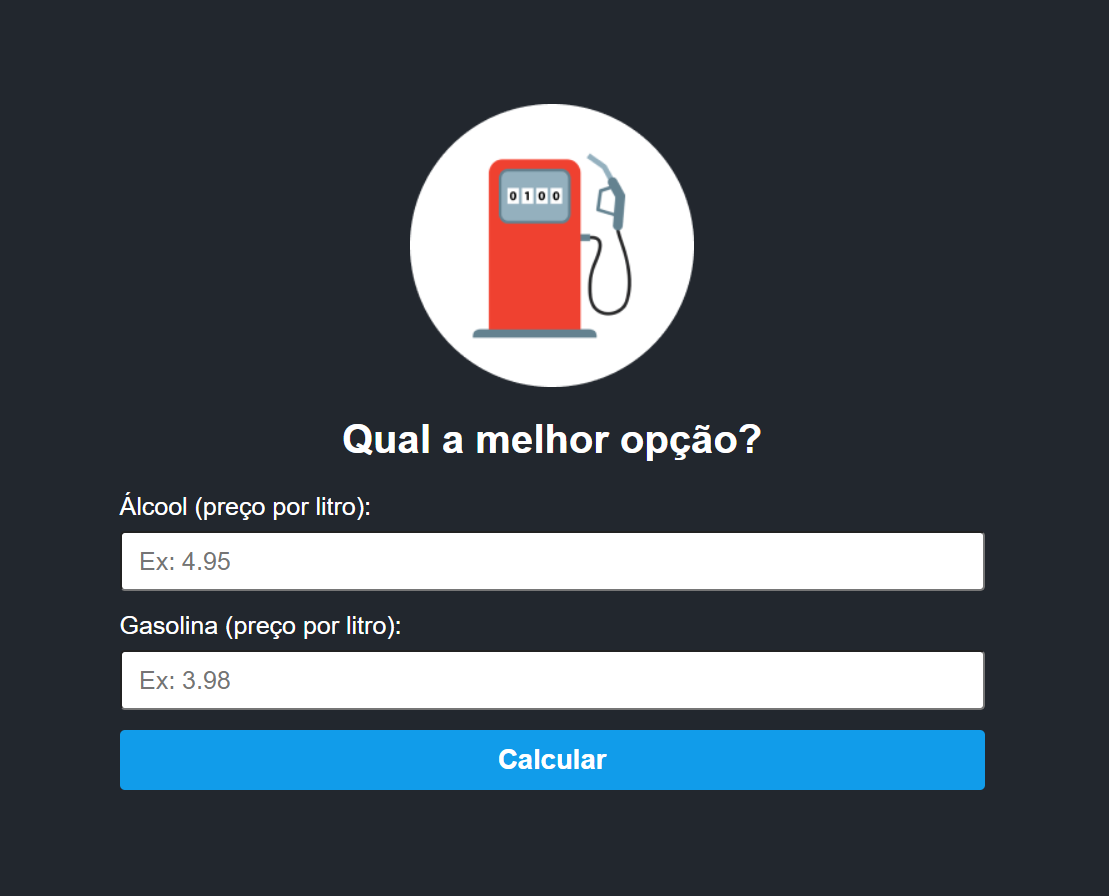 0100
Qual a melhor opção?
Álcool (preço por litro):
Ex: 4.95
Gasolina (preço por litro):
Ex: 3.98
Calcular